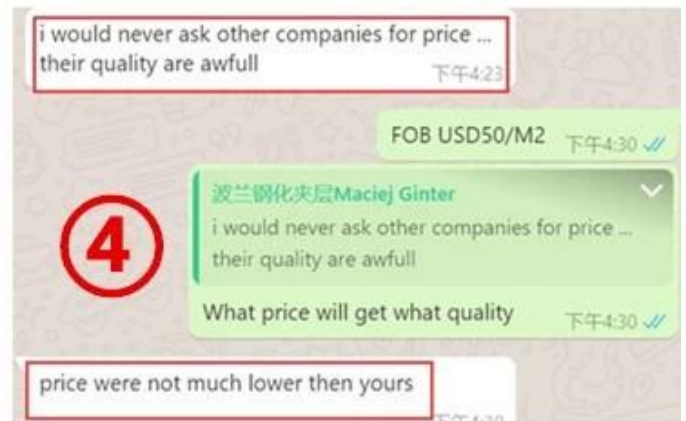 i would never ask other companies for price ...
their quality are awfull
下午4:23
FOB USD50/M2 下午4:30
波兰钢化夹层Maciej Ginter
i would never ask other companies for price ...
their quality are awfull
④
What price will get what quality 下午4:30
price were not much lower then yours